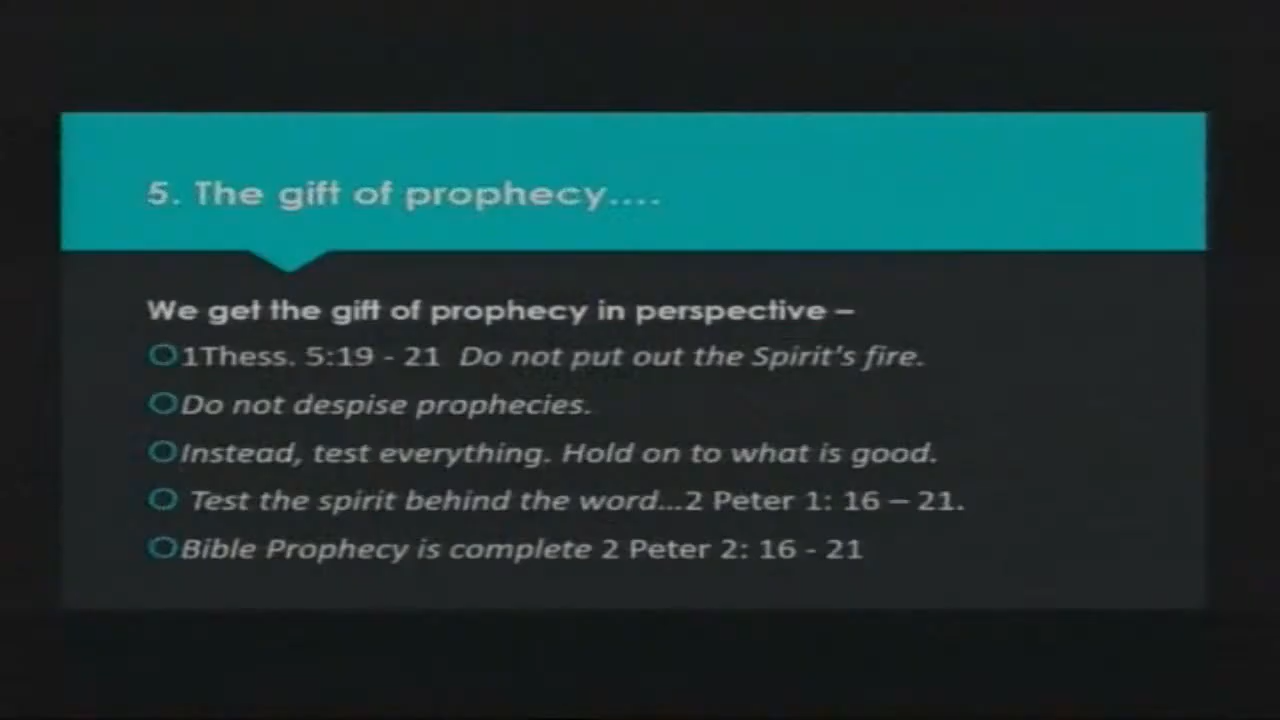 5. The gift of prophecy....
We get the gift of prophecy in perspective –
1Thess. 5:19 - 21 Do not put out the Spirit's fire.
Do not despise prophecies.
Instead, test everything. Hold on to what is good.
Test the spirit behind the word...2 Peter 1: 16 – 21.
Bible Prophecy is complete 2 Peter 2: 16 - 21